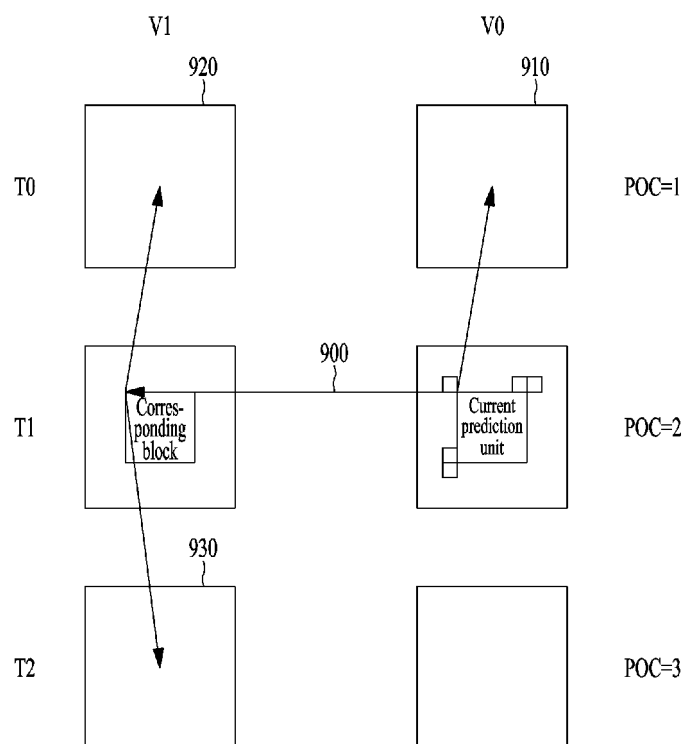 V1 V0
920 910
T0 POC=1
900
T1 Corres-
ponding
block Current
prediction
unit POC=2
930
T2 POC=3